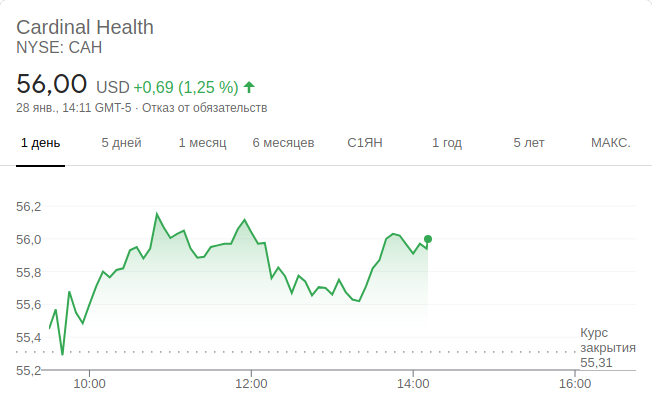 Cardinal Health
NYSE: CAH
56,00 USD +0,69 (1,25 %)
28 янв., 14:11 GMT-5 · Отказ от обязательств
1 день 5 дней 1 месяц 6 месяцев С1ЯН 1 год 5 лет МАКС.
56,2
56,0
55,8
55,6
55,4
Курс
закрытия
55,31
55,2
10:00 12:00 14:00 16:00